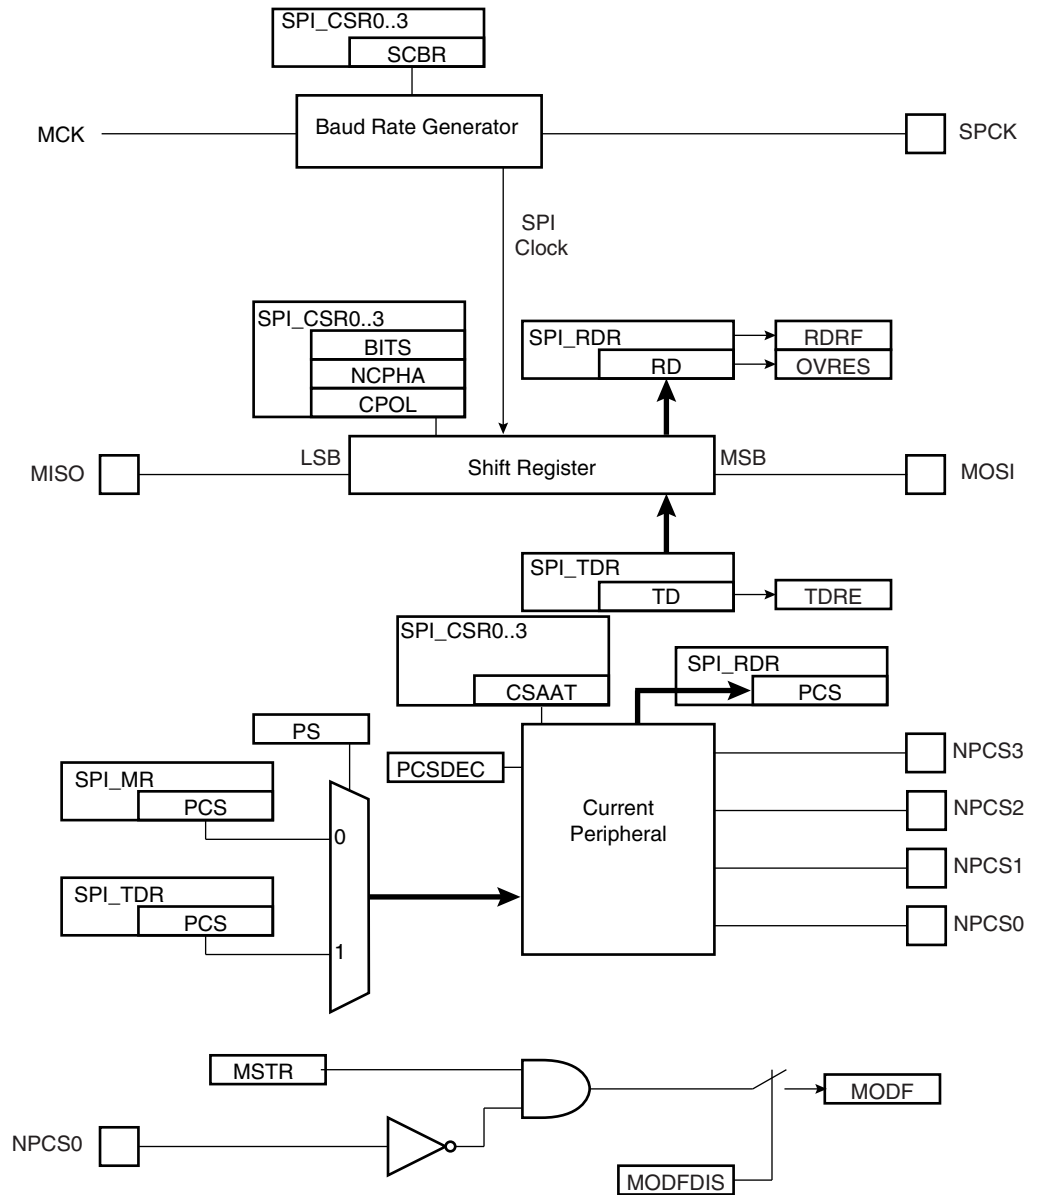 SPI_CSR0..3
SCBR
MCK
Baud Rate Generator
SPCK
SPI
Clock
SPI_CSR0..3
BITS
NCPHA
CPOL
SPI_RDR
RD
RDRF
OVRES
MISO
LSB
Shift Register
MSB
MOSI
SPI_TDR
TD
TDRE
SPI_CSR0..3
CSAAT
SPI_RDR
PCS
PS
PCSDEC
SPI_MR
PCS
0
Current
Peripheral
NPCS3
NPCS2
NPCS1
NPCS0
SPI_TDR
PCS
1
MSTR
MODF
NPCS0
MODFDIS